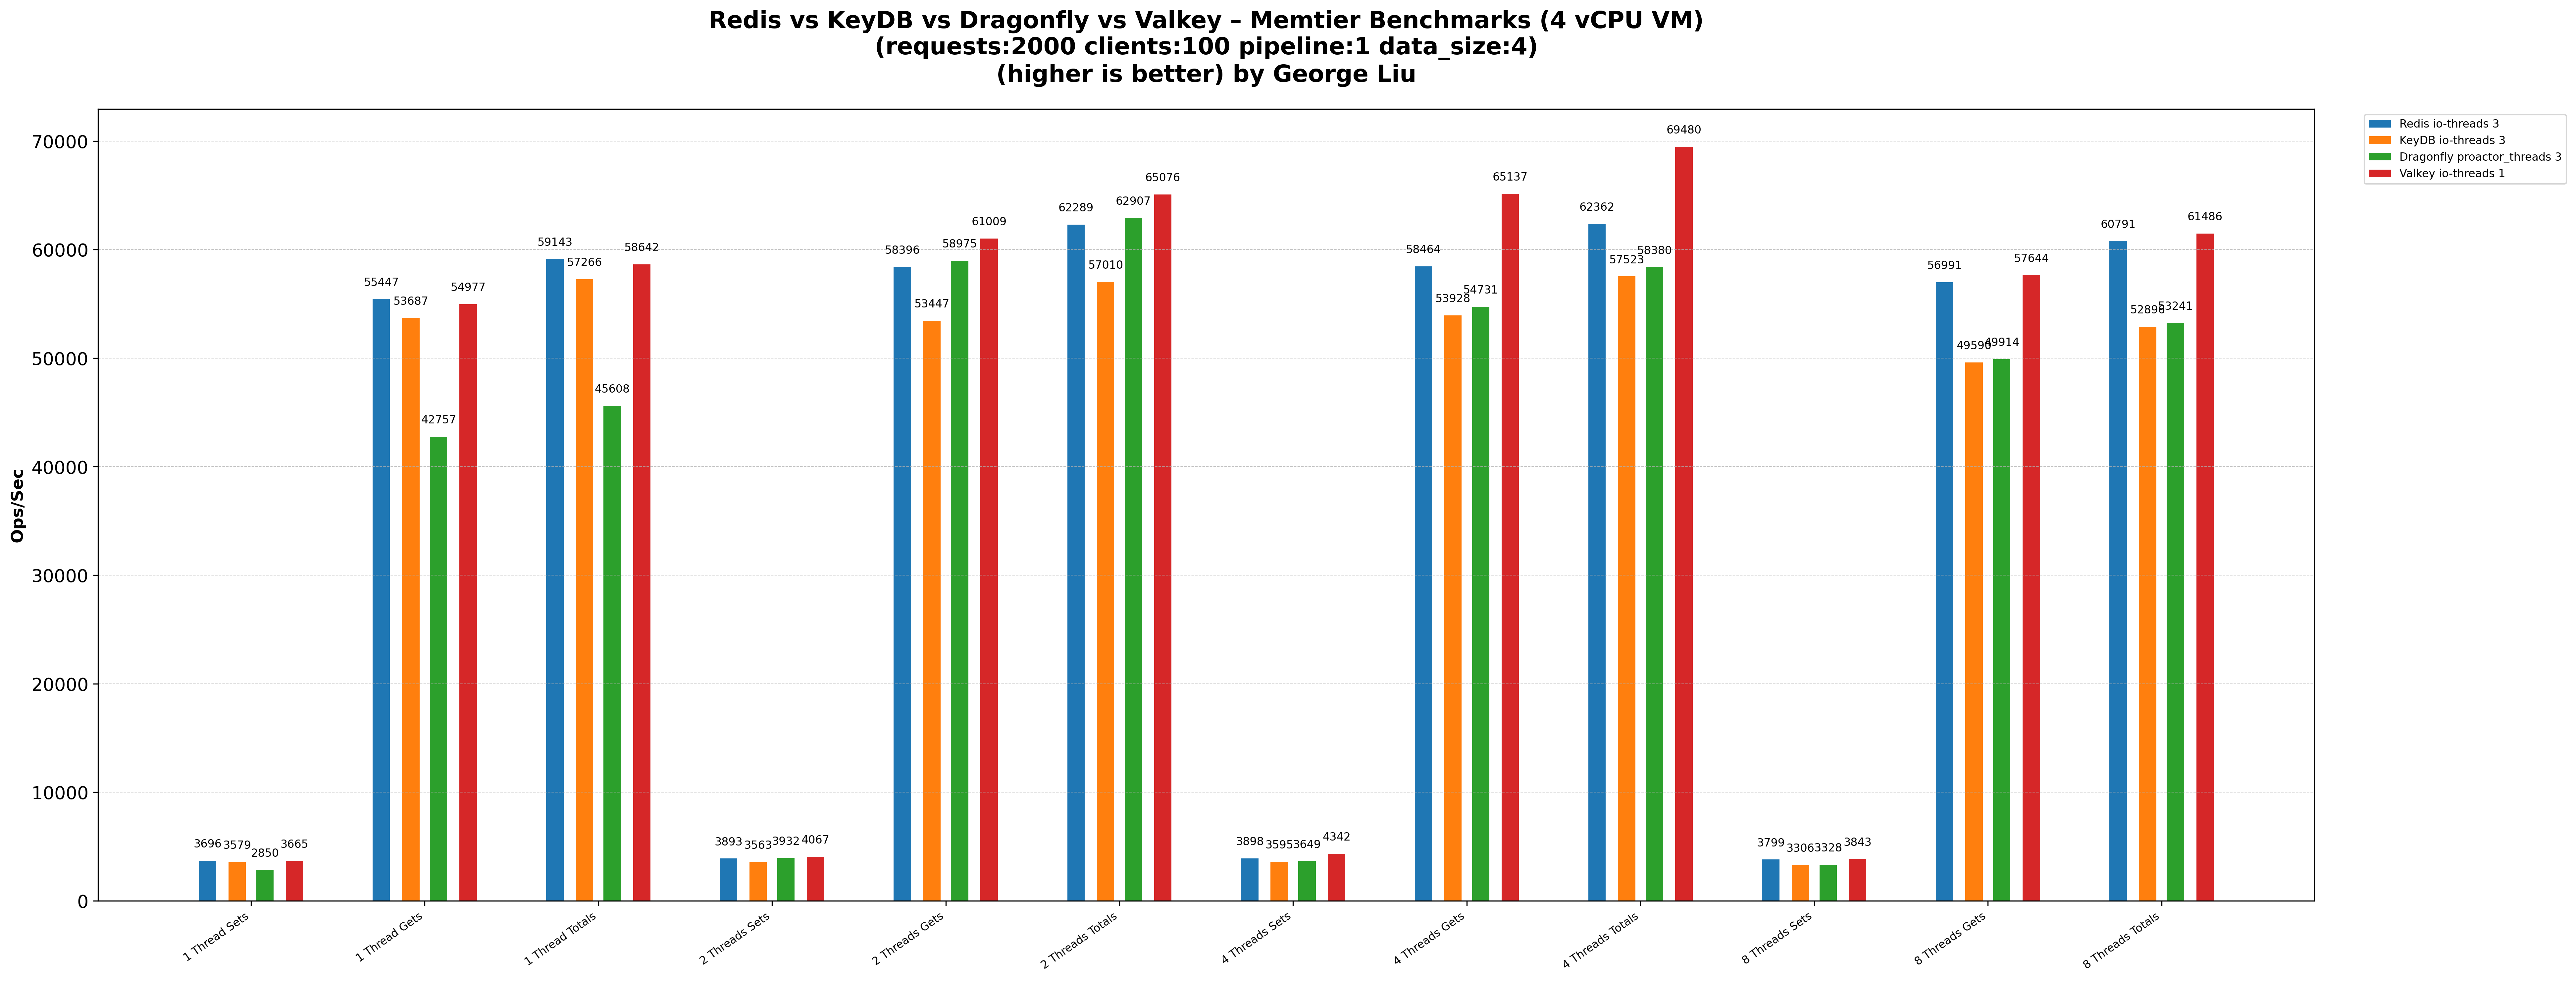 Redis vs KeyDB vs Dragonfly vs Valkey – Memtier Benchmarks (4 vCPU VM)
(requests:2000 clients:100 pipeline:1 data_size:4)
(higher is better) by George Liu
Redis io-threads 3
KeyDB io-threads 3
Dragonfly proactor_threads 3
Valkey io-threads 1
Ops/Sec
70000
60000
50000
40000
30000
20000
10000
0
3696 3579 2850 3665
55447 53687 42757 54977
59143 57266 45608 58642
3893 3563 3932 4067
58396 53447 58975 61009
62289 57010 62907 65076
3898 3595 3649 4342
58464 53928 54731 65137
62362 57523 58380 69480
3799 3306 3328 3843
56991 49590 49914 57644
60791 52896 53241 61486
1 Thread Sets
1 Thread Gets
1 Thread Totals
2 Threads Sets
2 Threads Gets
2 Threads Totals
4 Threads Sets
4 Threads Gets
4 Threads Totals
8 Threads Sets
8 Threads Gets
8 Threads Totals